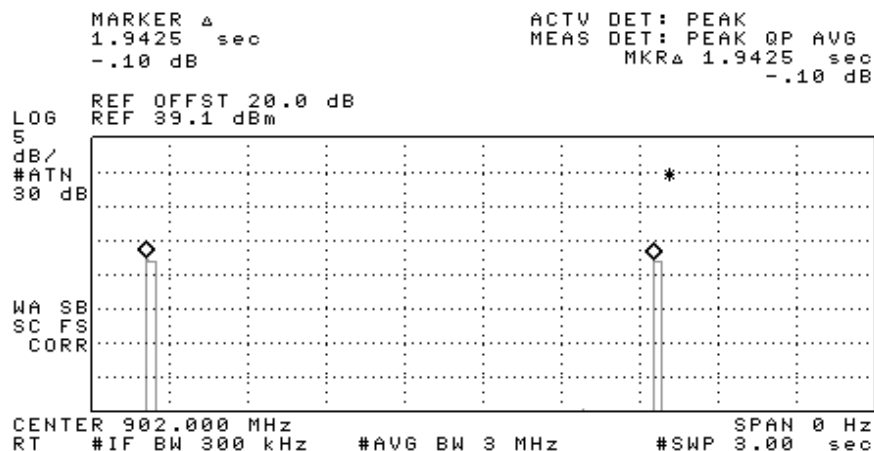 MARKER Δ
1.9425 sec
-.10 dB
ACTV DET: PEAK
MEAS DET: PEAK QP AVG
MKRΔ 1.9425 sec
-.10 dB
REF OFFST 20.0 dB
LOG REF 39.1 dBm
5
dB/
#ATN
30 dB
*
WA SB
SC FS
CORR
CENTER 902.000 MHz SPAN 0 Hz
RT #IF BW 300 kHz #AVG BW 3 MHz #SWP 3.00 sec